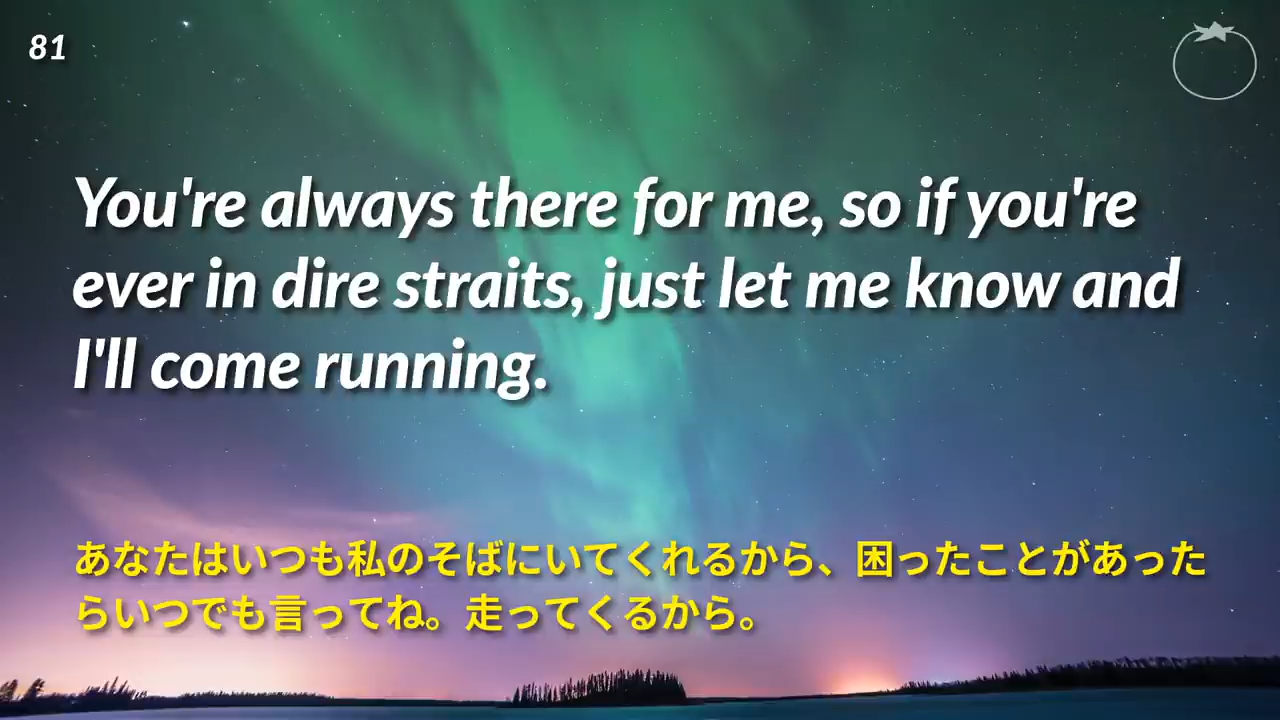 81
You're always there for me, so if you're
ever in dire straits, just let me know and
I'll come running.
あなたはいつも私のそばにいてくれるから、困ったことがあった
らいつでも言ってね。走ってくるから。